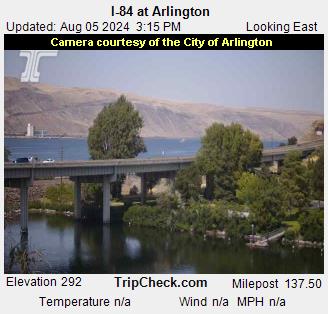 I-84 at Arlington
Updated: Aug 05 2024 3:15 PM Looking East
Camera courtesy of the City of Arlington
Elevation 292 TripCheck.com Milepost 137.50
Temperature n/a Wind n/a MPH n/a